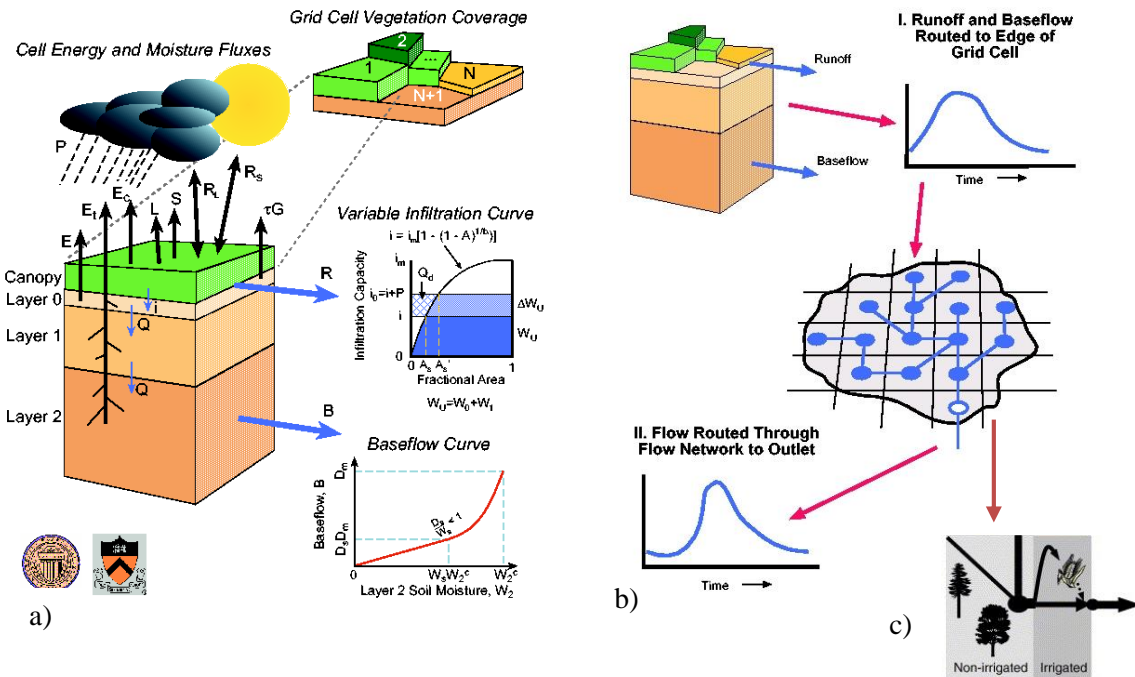 Grid Cell Vegetation Coverage
Cell Energy and Moisture Fluxes
1
2
...
N
N+1
P
E
E_t
E_c
L
S
R_L
R_S
τG
Canopy
Layer 0
Layer 1
Layer 2
i
Q
Q
R
B
Variable Infiltration Curve
i = i_m[1 - (1 - A)^1/b_i)]
Infiltration Capacity
i_m
i_0=i+P
i
0
Q_d
ΔW_U
W_U
0
A_s
A_s'
1
Fractional Area
W_U=W_0+W_1
Baseflow Curve
Baseflow, B
D_m
D_sD_m
0
D_s/W_s < 1
W_sW_2^c
W_2^c
Layer 2 Soil Moisture, W_2
a)
I. Runoff and Baseflow
Routed to Edge of
Grid Cell
Runoff
Baseflow
Time
II. Flow Routed Through
Flow Network to Outlet
Time
b)
c)
Non-irrigated
Irrigated